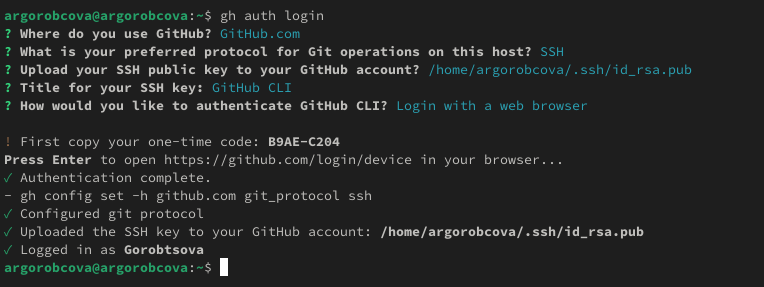 argorobcova@argorobcova:~$ gh auth login
? Where do you use GitHub? GitHub.com
? What is your preferred protocol for Git operations on this host? SSH
? Upload your SSH public key to your GitHub account? /home/argorobcova/.ssh/id_rsa.pub
? Title for your SSH key: GitHub CLI
? How would you like to authenticate GitHub CLI? Login with a web browser
! First copy your one-time code: B9AE-C204
Press Enter to open https://github.com/login/device in your browser...
✓ Authentication complete.
- gh config set -h github.com git_protocol ssh
✓ Configured git protocol
✓ Uploaded the SSH key to your GitHub account: /home/argorobcova/.ssh/id_rsa.pub
✓ Logged in as Gorobtsova
argorobcova@argorobcova:~$